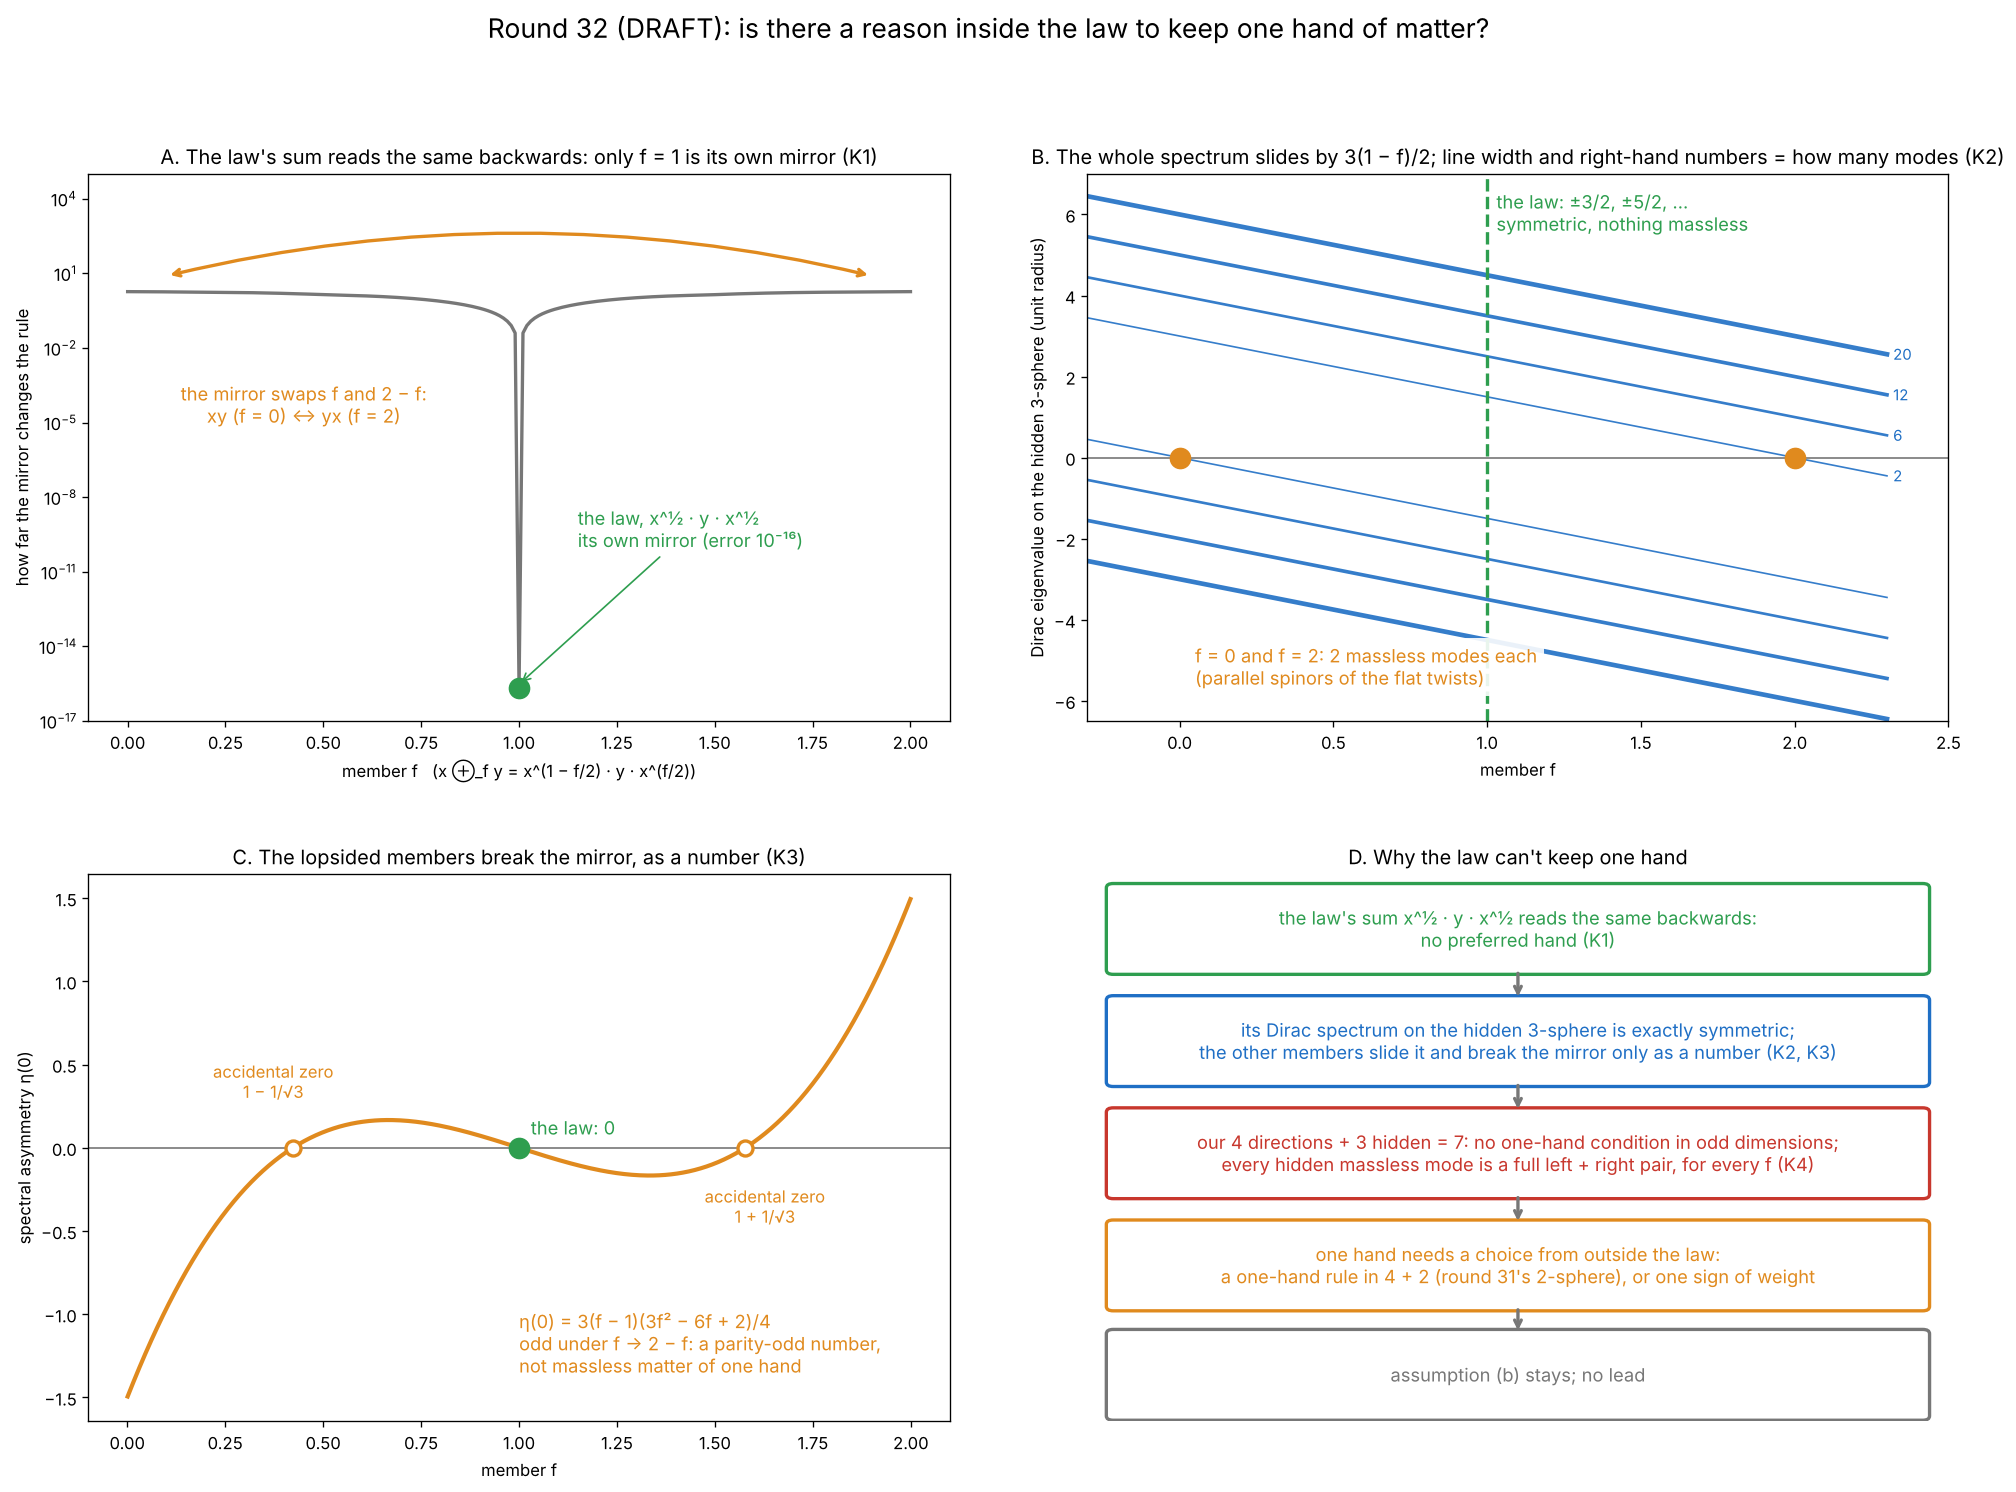 Round 32 (DRAFT): is there a reason inside the law to keep one hand of matter?
A. The law's sum reads the same backwards: only f = 1 is its own mirror (K1)
how far the mirror changes the rule
10⁴
10¹
10⁻²
10⁻⁵
10⁻⁸
10⁻¹¹
10⁻¹⁴
10⁻¹⁷
the mirror swaps f and 2 − f:
xy (f = 0) ↔ yx (f = 2)
the law, x^½ · y · x^½
its own mirror (error 10⁻¹⁶)
0.00 0.25 0.50 0.75 1.00 1.25 1.50 1.75 2.00
member f (x ⊕_f y = x^(1 − f/2) · y · x^(f/2))
B. The whole spectrum slides by 3(1 − f)/2; line width and right-hand numbers = how many modes (K2)
Dirac eigenvalue on the hidden 3-sphere (unit radius)
6
4
2
0
−2
−4
−6
the law: ±3/2, ±5/2, ...
symmetric, nothing massless
20
12
6
2
f = 0 and f = 2: 2 massless modes each
(parallel spinors of the flat twists)
0.0 0.5 1.0 1.5 2.0 2.5
member f
C. The lopsided members break the mirror, as a number (K3)
spectral asymmetry η(0)
1.5
1.0
0.5
0.0
−0.5
−1.0
−1.5
accidental zero
1 − 1/√3
the law: 0
accidental zero
1 + 1/√3
η(0) = 3(f − 1)(3f² − 6f + 2)/4
odd under f → 2 − f: a parity-odd number,
not massless matter of one hand
0.00 0.25 0.50 0.75 1.00 1.25 1.50 1.75 2.00
member f
D. Why the law can't keep one hand
the law's sum x^½ · y · x^½ reads the same backwards:
no preferred hand (K1)
its Dirac spectrum on the hidden 3-sphere is exactly symmetric;
the other members slide it and break the mirror only as a number (K2, K3)
our 4 directions + 3 hidden = 7: no one-hand condition in odd dimensions;
every hidden massless mode is a full left + right pair, for every f (K4)
one hand needs a choice from outside the law:
a one-hand rule in 4 + 2 (round 31's 2-sphere), or one sign of weight
assumption (b) stays; no lead